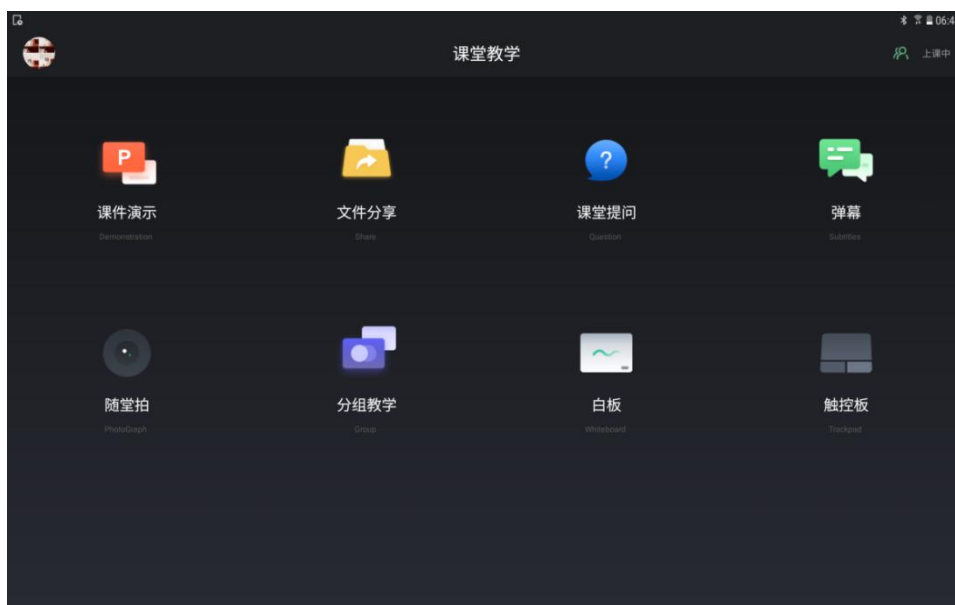 06:4
课堂教学
上课中
P
?
课件演示
文件分享
课堂提问
弹幕
Demonstration
Share
Question
Subtitles
随堂拍
分组教学
白板
触控板
PhotoGraph
Group
Whiteboard
Trackpad